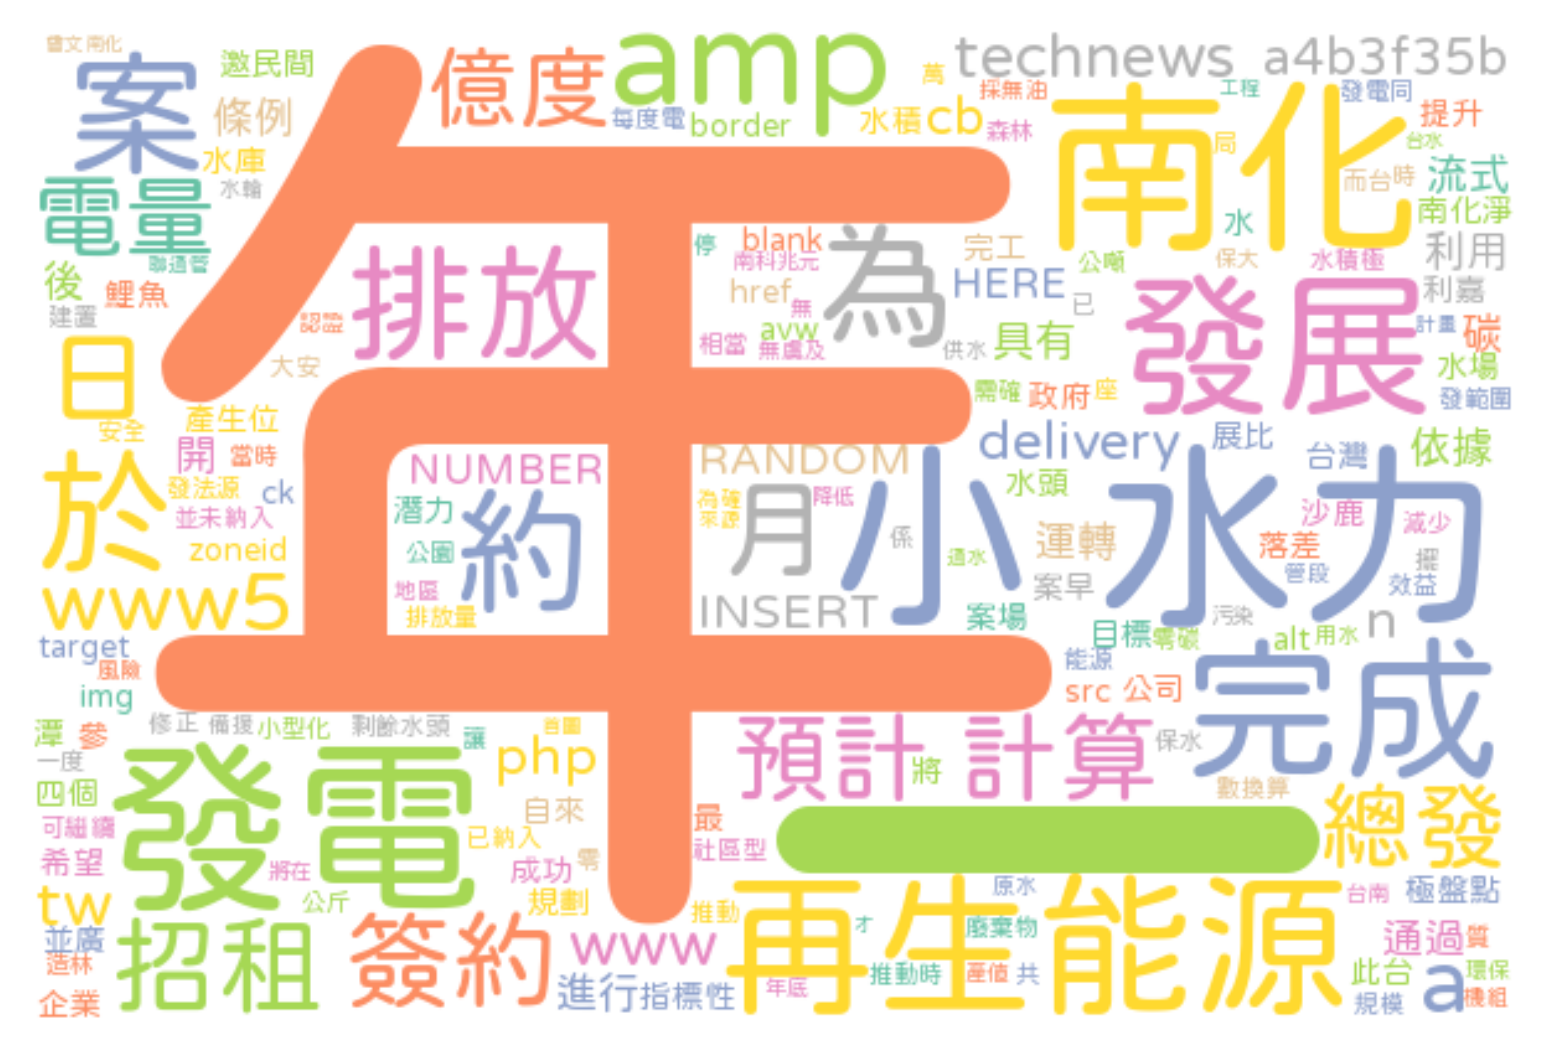 曾文南化
案
邀民間
條例
水庫
水輪
電量
聯通管
後
鯉魚
建置
日
安全
年
億度
amp
每度電
border
萬
水積
cb
technews
a4b3f35b
採無油
森林
工程
發電同
提升
台水
南化
局
而台時
流式
水
南化淨
利用
公噸
保大
水積極
利嘉
排放
認證
大安
停
blank
南科兆元
href
無
avw
相當
無虞及
為
完工
HERE
已
供水
具有
發展
計畫
碳
水場
發範圍
需確
政府
座
產生位
開
當時
於
發法源
ck
並未納入
zoneid
www5
target
風險
img
NUMBER
潛力
公園
約
地區
排放量
RANDOM
為確
來源
月
降低
INSERT
delivery
展比
台灣
依據
水頭
小水力
係
過水
運轉
案早
案場
落差
沙鹿
減少
管段
擺
效益
污染
目標
零碳
alt
用水
n
能源
src
公司
完成
潭
參
一度
修正
備援
小型化
剩餘水頭
讓
首圖
php
四個
可繼續
希望
發電
自來
已納入
將在
成功
零
公斤
規劃
最
社區型
預計
將
計算
保水
數換算
一
總發
tw
並廣
造林
企業
招租
簽約
www
推動
進行
指標性
年底
再生能源
原水
才
廢棄物
推動時
產值
共
台南
極盤點
通過
質
此台
規模
a
環保
機組